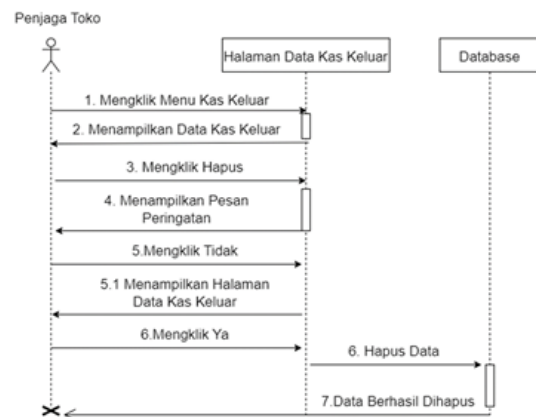 Penjaga Toko
Halaman Data Kas Keluar
Database
1. Mengklik Menu Kas Keluar
2. Menampilkan Data Kas Keluar
3. Mengklik Hapus
4. Menampilkan Pesan
Peringatan
5.Mengklik Tidak
5.1 Menampilkan Halaman
Data Kas Keluar
6.Mengklik Ya
6. Hapus Data
7.Data Berhasil Dihapus